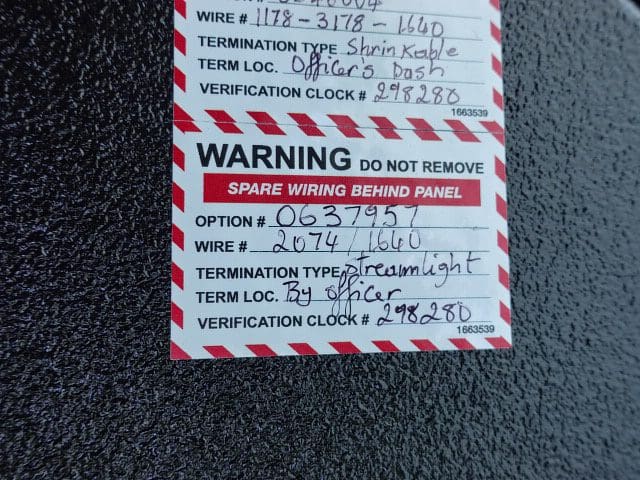 WIRE # 1178-3178-1640
TERMINATION TYPE Shrinkable
TERM LOC. Officer's Dash
VERIFICATION CLOCK # 298280
1663539
WARNING DO NOT REMOVE
SPARE WIRING BEHIND PANEL
OPTION # 0637957
WIRE # 2074/1640
TERMINATION TYPE streamlight
TERM LOC. By officer
VERIFICATION CLOCK # 298280
1663539